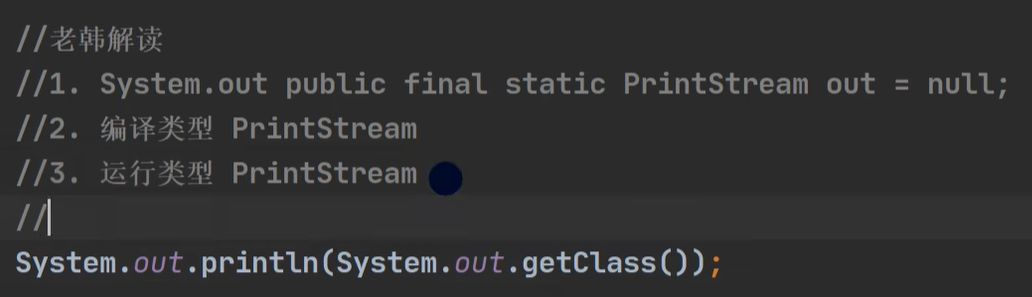 //老韩解读
//1. System.out public final static PrintStream out = null;
//2. 编译类型 PrintStream
//3. 运行类型 PrintStream
//
System.out.println(System.out.getClass());